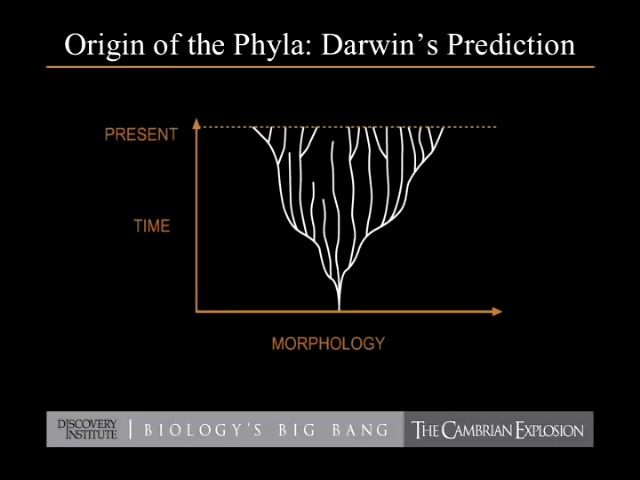 Origin of the Phyla: Darwin's Prediction
PRESENT
TIME
MORPHOLOGY
DISCOVERY
INSTITUTE
BIOLOGY'S BIG BANG
THE CAMBRIAN EXPLOSION